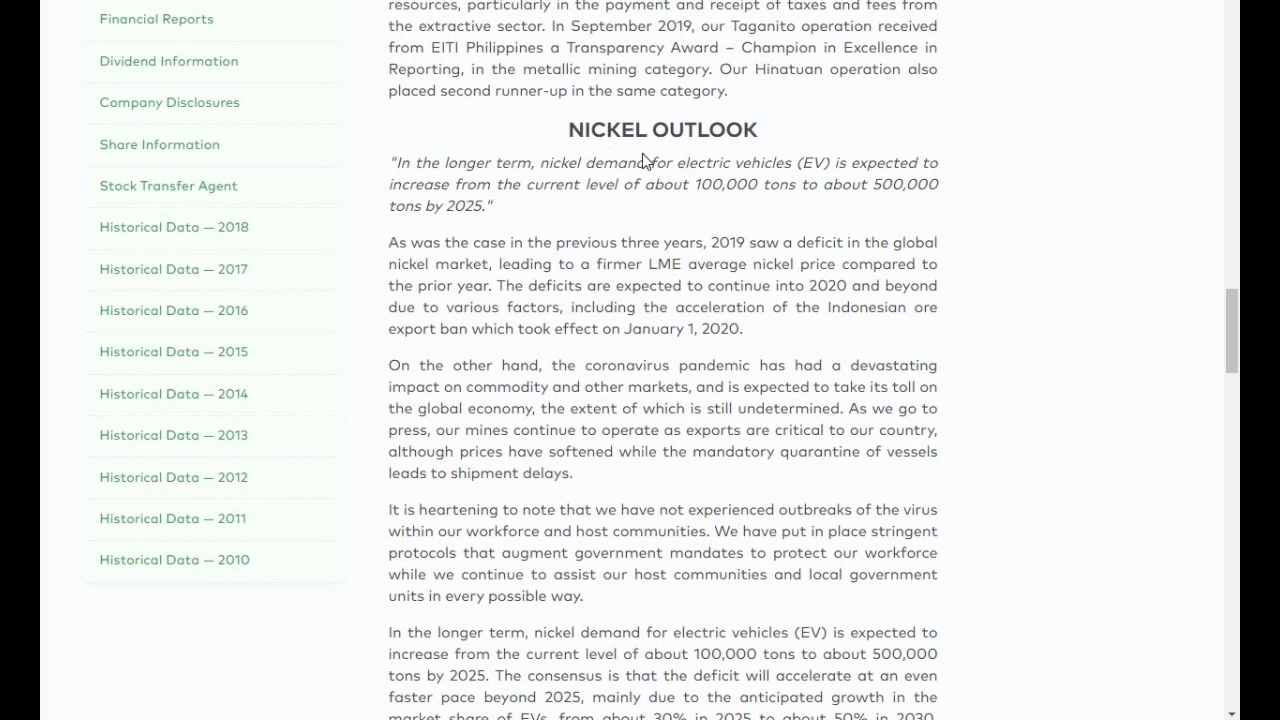 Financial Reports
Dividend Information
Company Disclosures
Share Information
Stock Transfer Agent
Historical Data — 2018
Historical Data — 2017
Historical Data — 2016
Historical Data — 2015
Historical Data — 2014
Historical Data — 2013
Historical Data — 2012
Historical Data — 2011
Historical Data — 2010
resources, particularly in the payment and receipt of taxes and fees from
the extractive sector. In September 2019, our Taganito operation received
from EITI Philippines a Transparency Award – Champion in Excellence in
Reporting, in the metallic mining category. Our Hinatuan operation also
placed second runner-up in the same category.
NICKEL OUTLOOK
"In the longer term, nickel demand for electric vehicles (EV) is expected to
increase from the current level of about 100,000 tons to about 500,000
tons by 2025."
As was the case in the previous three years, 2019 saw a deficit in the global
nickel market, leading to a firmer LME average nickel price compared to
the prior year. The deficits are expected to continue into 2020 and beyond
due to various factors, including the acceleration of the Indonesian ore
export ban which took effect on January 1, 2020.
On the other hand, the coronavirus pandemic has had a devastating
impact on commodity and other markets, and is expected to take its toll on
the global economy, the extent of which is still undetermined. As we go to
press, our mines continue to operate as exports are critical to our country,
although prices have softened while the mandatory quarantine of vessels
leads to shipment delays.
It is heartening to note that we have not experienced outbreaks of the virus
within our workforce and host communities. We have put in place stringent
protocols that augment government mandates to protect our workforce
while we continue to assist our host communities and local government
units in every possible way.
In the longer term, nickel demand for electric vehicles (EV) is expected to
increase from the current level of about 100,000 tons to about 500,000
tons by 2025. The consensus is that the deficit will accelerate at an even
faster pace beyond 2025, mainly due to the anticipated growth in the
market share of EVs, from about 30% in 2025 to about 50% in 2030.